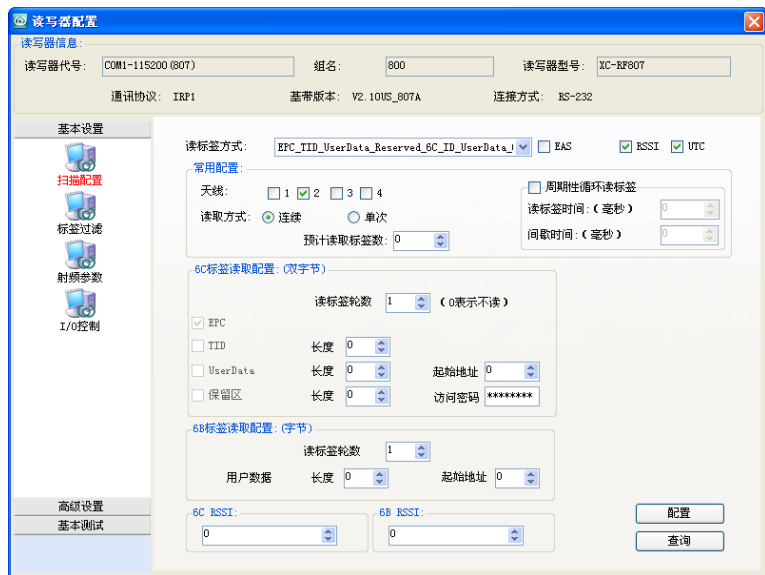 读写器配置
读写器信息:
读写器代号: COM1-115200(807) 组名: 800 读写器型号: XC-RF807
通讯协议: IRP1 基带版本: V2.10US_807A 连接方式: RS-232
基本设置
扫描配置
标签过滤
射频参数
I/O控制
高级设置
基本测试
读标签方式: EPC_TID_UserData_Reserved_6C_ID_UserData_ EAS RSSI UTC
常用配置:
天线: 1 2 3 4
读取方式: 连续 单次
预计读取标签数: 0
周期性循环读标签
读标签时间:(毫秒) 0
间歇时间:(毫秒) 0
6C标签读取配置: (双字节)
读标签轮数 1 (0表示不读)
EPC
TID 长度 0
UserData 长度 0 起始地址 0
保留区 长度 0 访问密码 ********
6B标签读取配置: (字节)
读标签轮数 1
用户数据 长度 0 起始地址 0
6C RSSI: 6B RSSI:
0 0
配置
查询